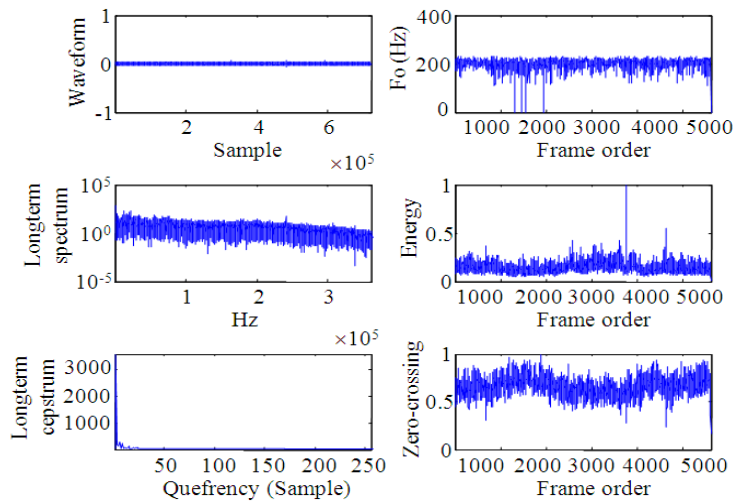 Waveform
1
0
-1
2 4 6
Sample
×10^5
Fo (Hz)
400
200
0
1000 2000 3000 4000 5000
Frame order
Longterm
spectrum
10^5
10^0
10^-5
1 2 3
Hz
×10^5
Energy
1
0.5
0
1000 2000 3000 4000 5000
Frame order
Longterm
cepstrum
3000
2000
1000
50 100 150 200 250
Quefrency (Sample)
Zero-crossing
1
0.5
0
1000 2000 3000 4000 5000
Frame order